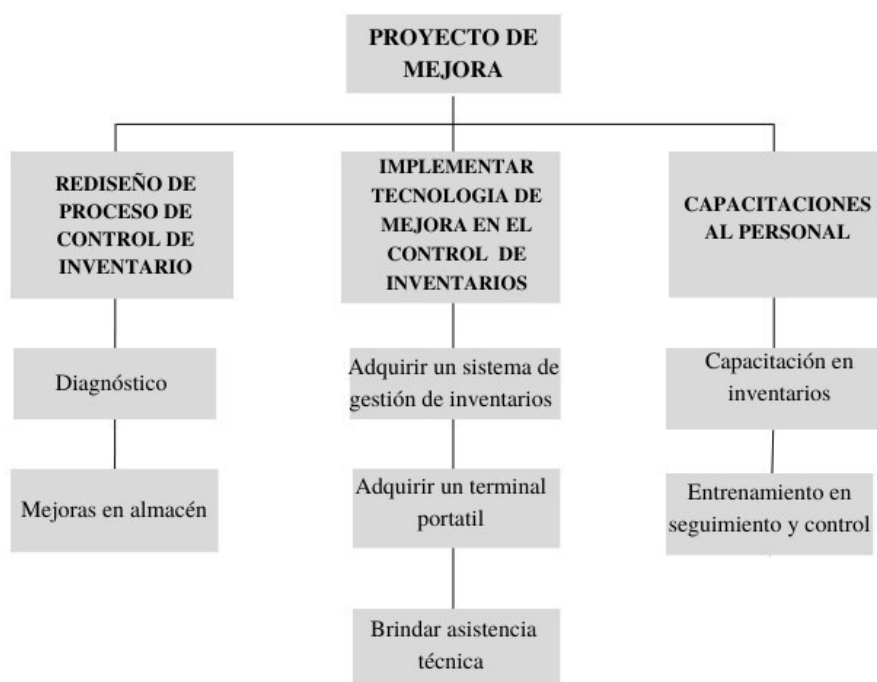 PROYECTO DE
MEJORA
REDISEÑO DE
PROCESO DE
CONTROL DE
INVENTARIO
IMPLEMENTAR
TECNOLOGIA DE
MEJORA EN EL
CONTROL DE
INVENTARIOS
CAPACITACIONES
AL PERSONAL
Diagnóstico
Adquirir un sistema de
gestión de inventarios
Capacitación en
inventarios
Mejoras en almacén
Adquirir un terminal
portatil
Entrenamiento en
seguimiento y control
Brindar asistencia
técnica